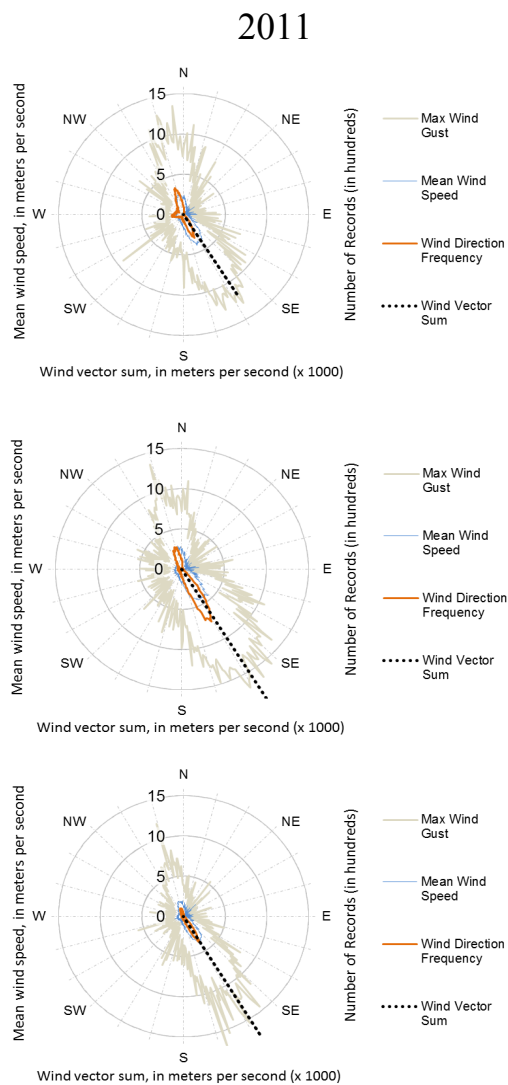 2011
Mean wind speed, in meters per second
N
NE
E
SE
S
SW
W
NW
15
10
5
0
Number of Records (in hundreds)
Max Wind
Gust
Mean Wind
Speed
Wind Direction
Frequency
Wind Vector
Sum
Wind vector sum, in meters per second (x 1000)
Mean wind speed, in meters per second
N
NE
E
SE
S
SW
W
NW
15
10
5
0
Number of Records (in hundreds)
Max Wind
Gust
Mean Wind
Speed
Wind Direction
Frequency
Wind Vector
Sum
Wind vector sum, in meters per second (x 1000)
Mean wind speed, in meters per second
N
NE
E
SE
S
SW
W
NW
15
10
5
0
Number of Records (in hundreds)
Max Wind
Gust
Mean Wind
Speed
Wind Direction
Frequency
Wind Vector
Sum
Wind vector sum, in meters per second (x 1000)